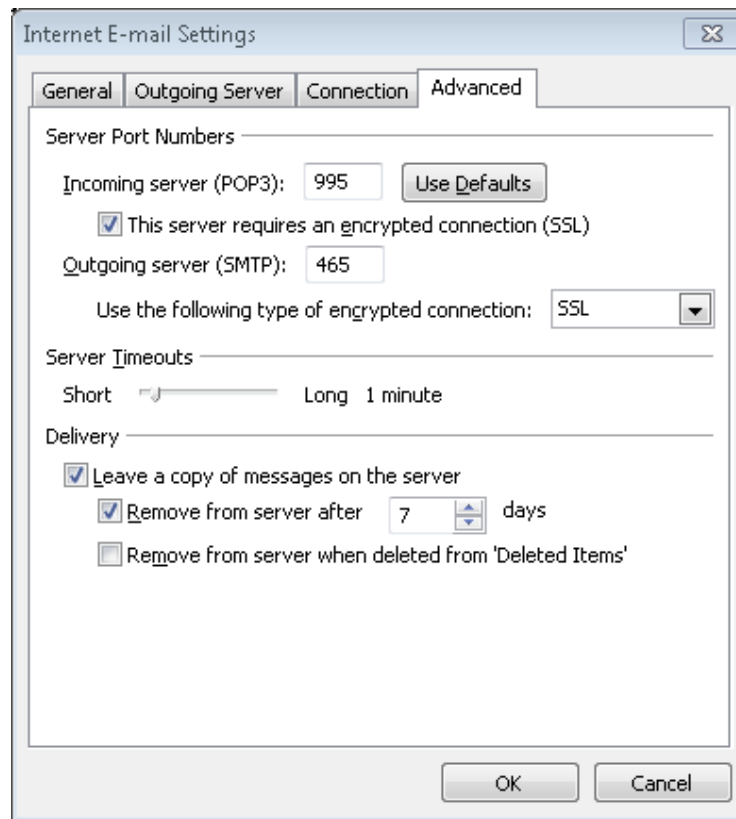 Internet E-mail Settings
General Outgoing Server Connection Advanced
Server Port Numbers
Incoming server (POP3): 995 Use Defaults
This server requires an encrypted connection (SSL)
Outgoing server (SMTP): 465
Use the following type of encrypted connection: SSL
Server Timeouts
Short Long 1 minute
Delivery
Leave a copy of messages on the server
Remove from server after 7 days
Remove from server when deleted from 'Deleted Items'
OK Cancel